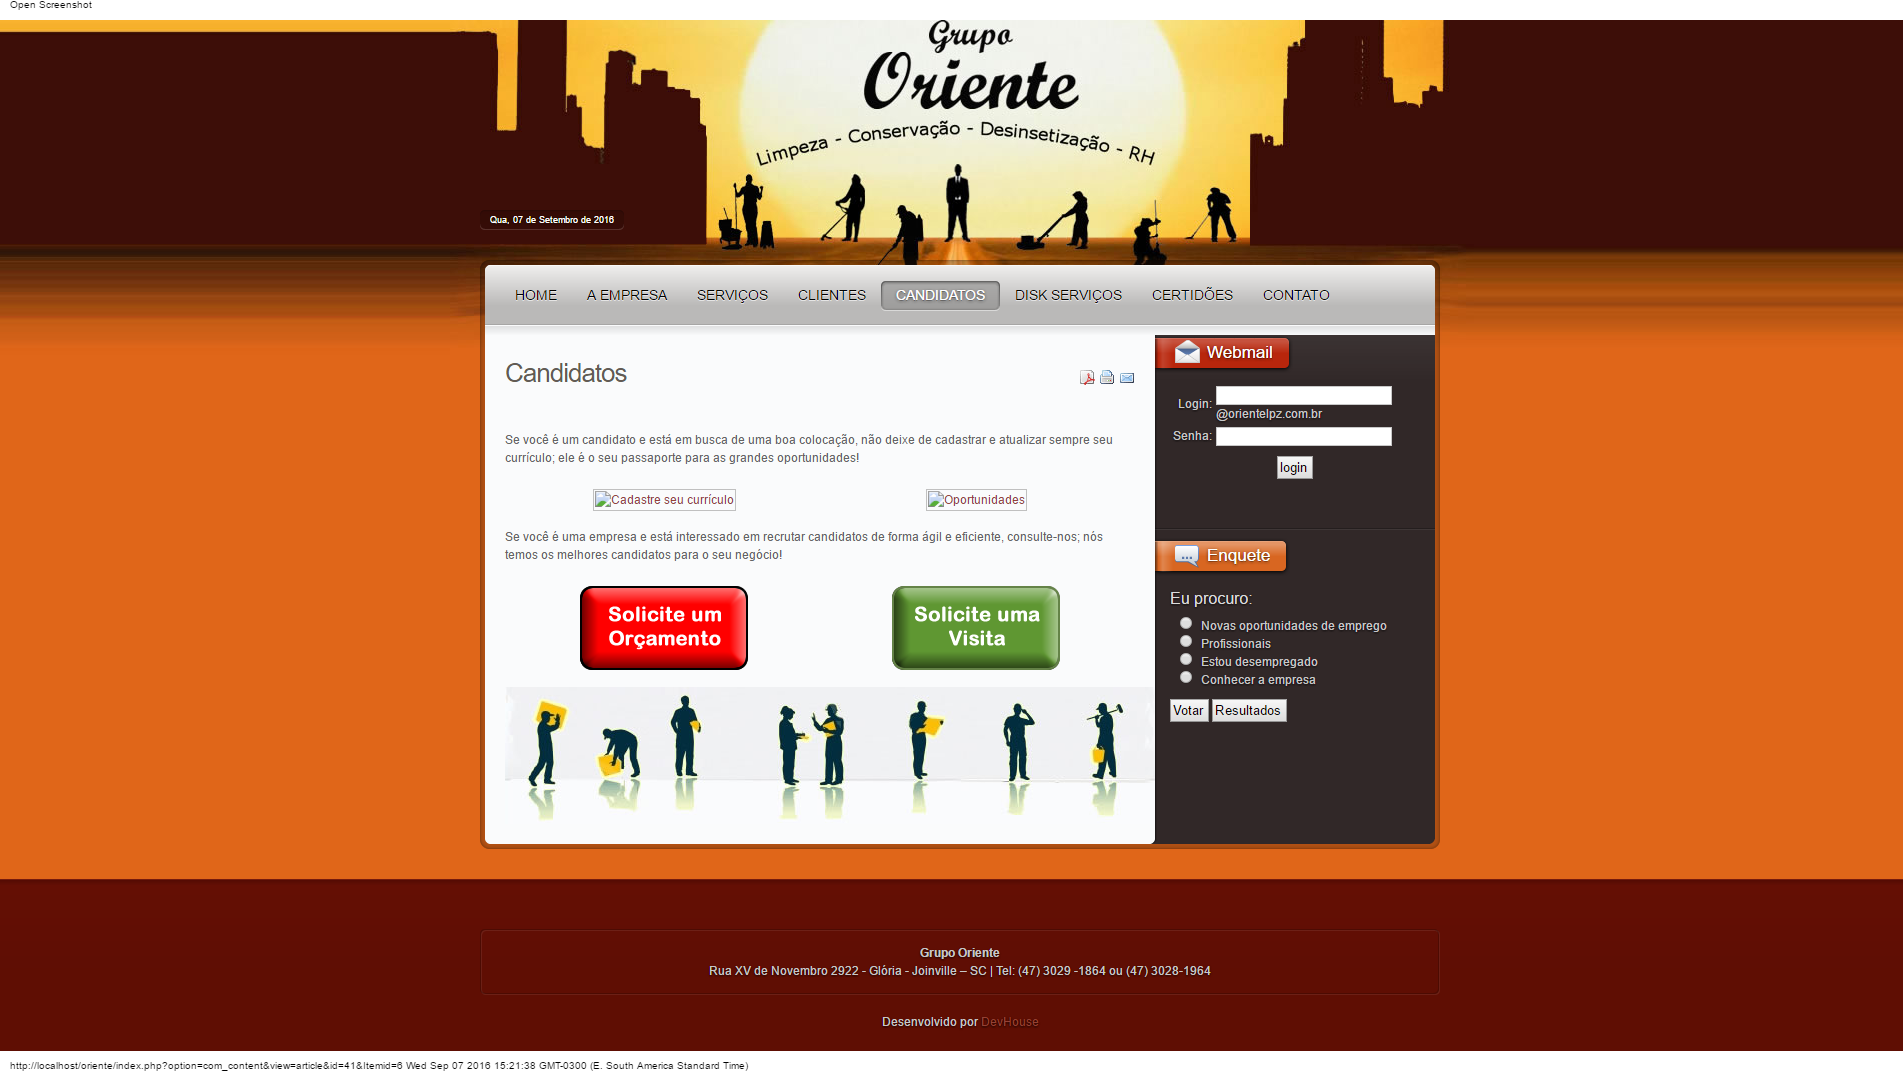 Open Screenshot
Grupo
Oriente
Limpeza - Conservação - Desinsetização - RH
Qua, 07 de Setembro de 2016
HOME A EMPRESA SERVIÇOS CLIENTES CANDIDATOS DISK SERVIÇOS CERTIDÕES CONTATO
Candidatos
Se você é um candidato e está em busca de uma boa colocação, não deixe de cadastrar e atualizar sempre seu
currículo; ele é o seu passaporte para as grandes oportunidades!
Cadastre seu currículo Oportunidades
Se você é uma empresa e está interessado em recrutar candidatos de forma ágil e eficiente, consulte-nos; nós
temos os melhores candidatos para o seu negócio!
Solicite um
Orçamento
Solicite uma
Visita
Webmail
Login:
@orientelpz.com.br
Senha:
login
Enquete
Eu procuro:
Novas oportunidades de emprego
Profissionais
Estou desempregado
Conhecer a empresa
Votar Resultados
Grupo Oriente
Rua XV de Novembro 2922 - Glória - Joinville – SC | Tel: (47) 3029 -1864 ou (47) 3028-1964
Desenvolvido por DevHouse
http://localhost/oriente/index.php?option=com_content&view=article&id=41&Itemid=6 Wed Sep 07 2016 15:21:38 GMT-0300 (E. South America Standard Time)